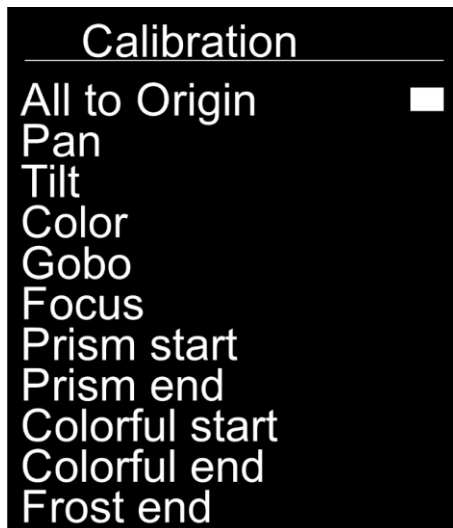 Calibration
All to Origin
Pan
Tilt
Color
Gobo
Focus
Prism start
Prism end
Colorful start
Colorful end
Frost end